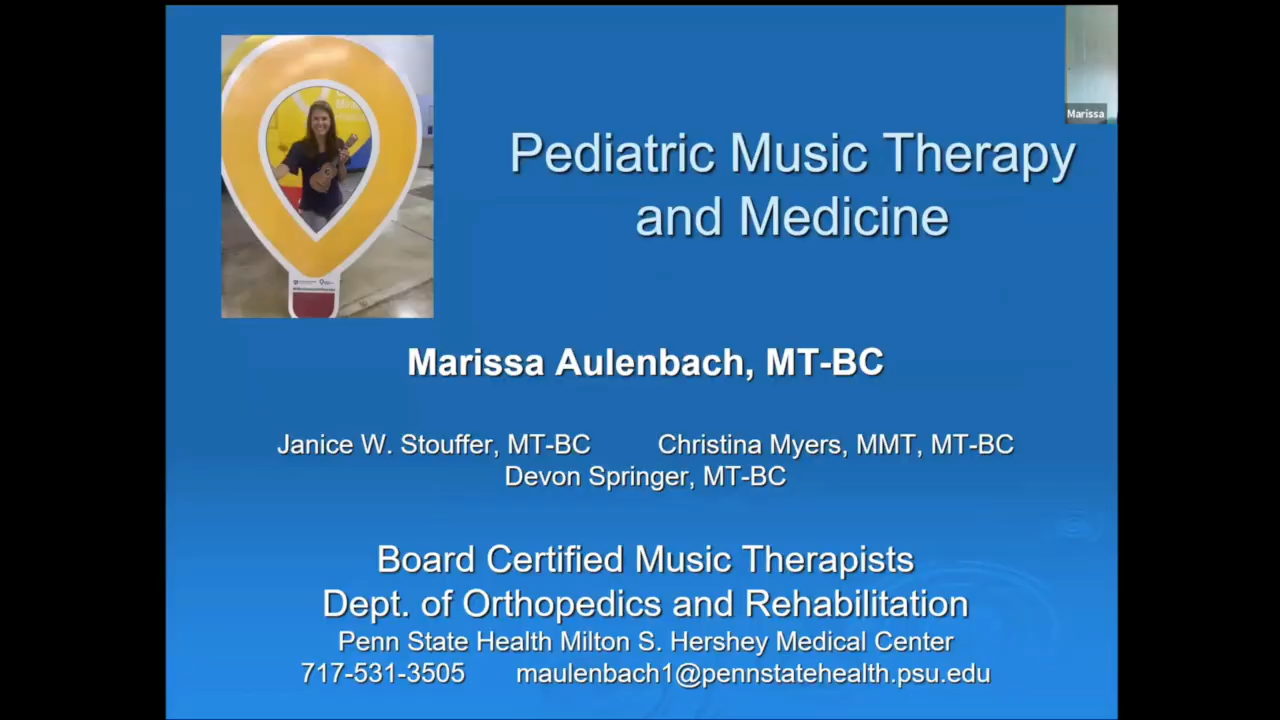 Marissa
Pediatric Music Therapy
and Medicine
Marissa Aulenbach, MT-BC
Janice W. Stouffer, MT-BC Christina Myers, MMT, MT-BC
Devon Springer, MT-BC
Board Certified Music Therapists
Dept. of Orthopedics and Rehabilitation
Penn State Health Milton S. Hershey Medical Center
717-531-3505 maulenbach1@pennstatehealth.psu.edu